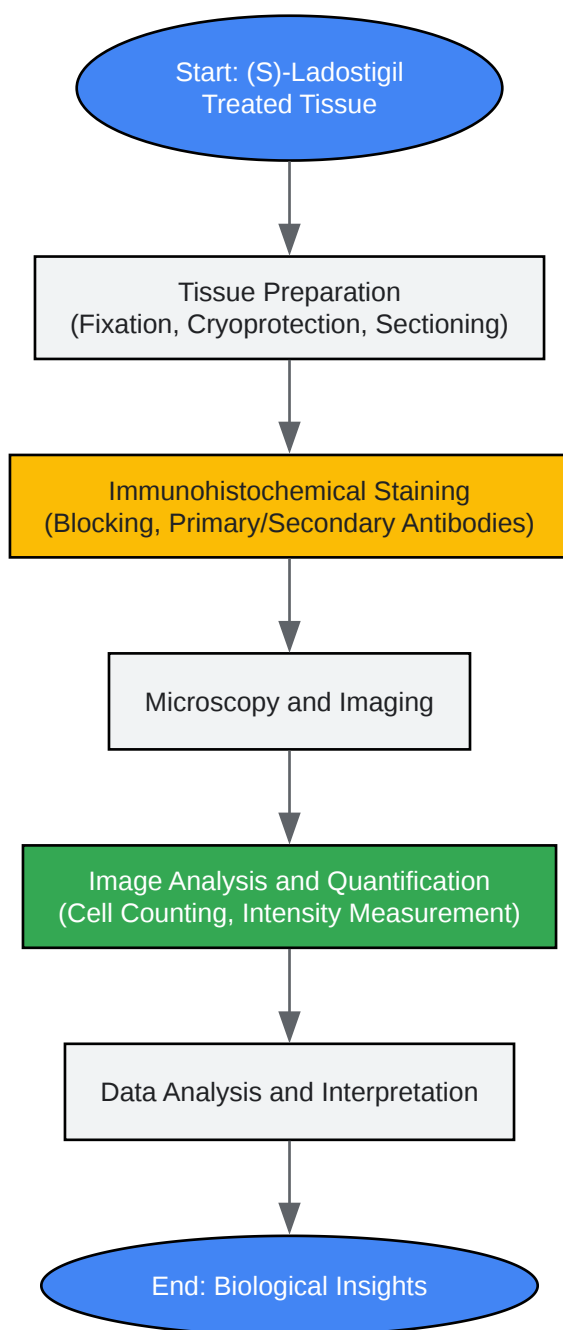 Start: (S)-Ladostigil
Treated Tissue
Tissue Preparation
(Fixation, Cryoprotection, Sectioning)
Immunohistochemical Staining
(Blocking, Primary/Secondary Antibodies)
Microscopy and Imaging
Image Analysis and Quantification
(Cell Counting, Intensity Measurement)
Data Analysis and Interpretation
End: Biological Insights